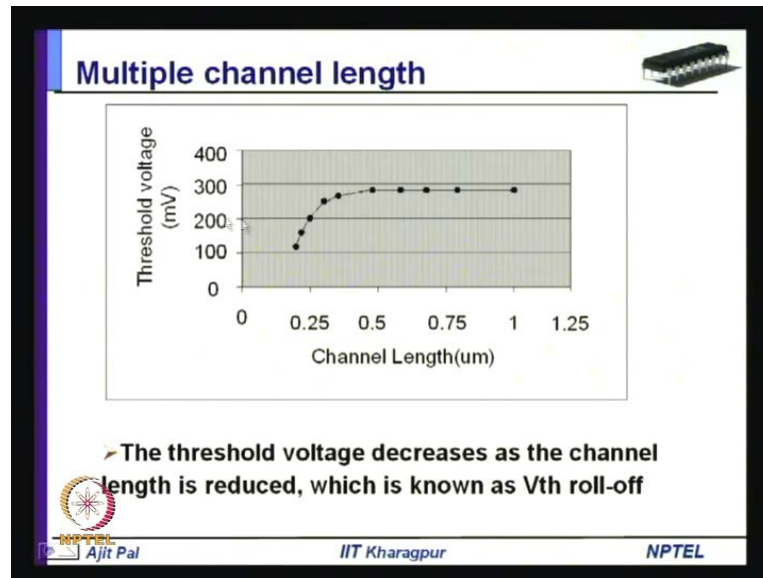 Multiple channel length
Threshold voltage
(mV)
400
300
200
100
0
0 0.25 0.5 0.75 1 1.25
Channel Length(um)
➢The threshold voltage decreases as the channel
length is reduced, which is known as Vth roll-off
NPTEL
Ajit Pal IIT Kharagpur NPTEL